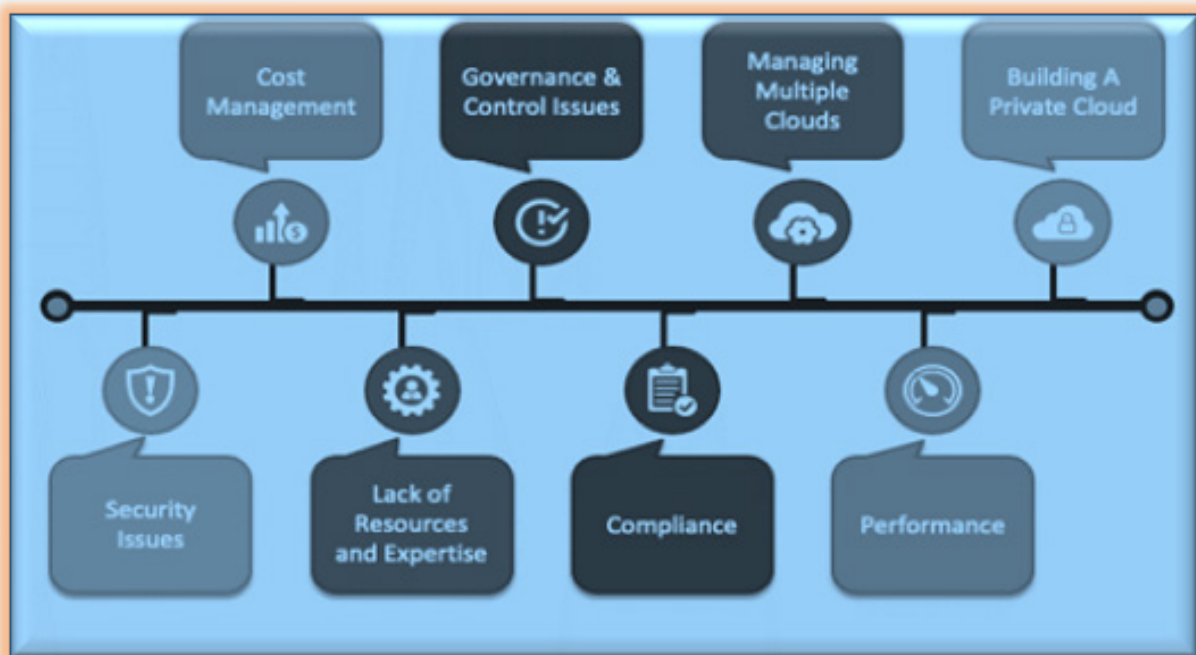 Cost
Management
Governance &
Control Issues
Managing
Multiple
Clouds
Building A
Private Cloud
$
Security
Issues
Lack of
Resources
and Expertise
Compliance
Performance